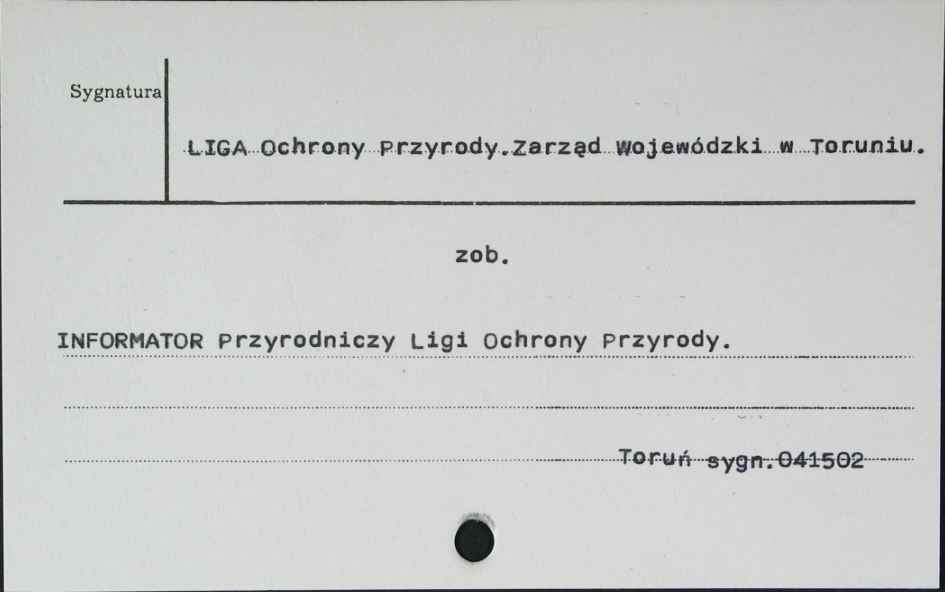 Sygnatura
LIGA Ochrony Przyrody.Zarząd Wojewódzki w Toruniu.
zob.
INFORMATOR Przyrodniczy Ligi Ochrony Przyrody.
Toruń sygn.041502